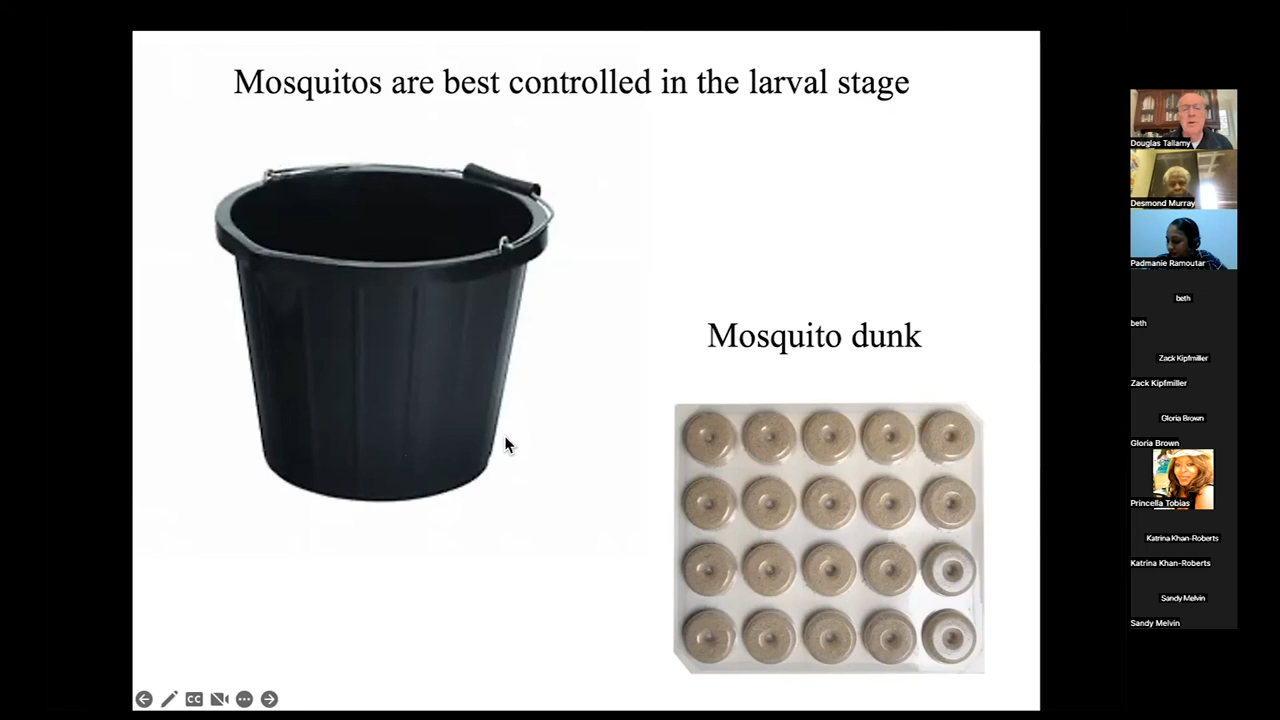 Mosquitos are best controlled in the larval stage
Mosquito dunk
CC
Douglas Tallamy
Desmond Murray
Padmanie Ramoutar
beth
beth
Zack Kipfmiller
Zack Kipfmiller
Gloria Brown
Gloria Brown
Princella Tobias
Katrina Khan-Roberts
Katrina Khan-Roberts
Sandy Melvin
Sandy Melvin